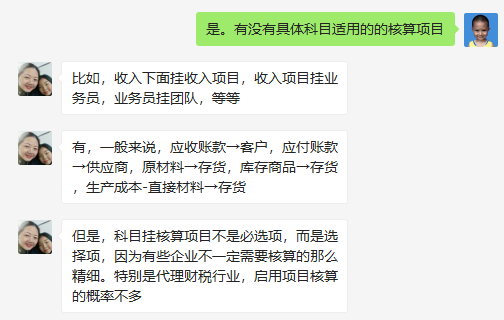 是。有没有具体科目适用的的核算项目
比如，收入下面挂收入项目，收入项目挂业
务员，业务员挂团队，等等
有，一般来说，应收账款→客户，应付账款
→供应商，原材料→存货，库存商品→存货
，生产成本-直接材料→存货
但是，科目挂核算项目不是必选项，而是选
择项，因为有些企业不一定需要核算的那么
精细。特别是代理财税行业，启用项目核算
的概率不多